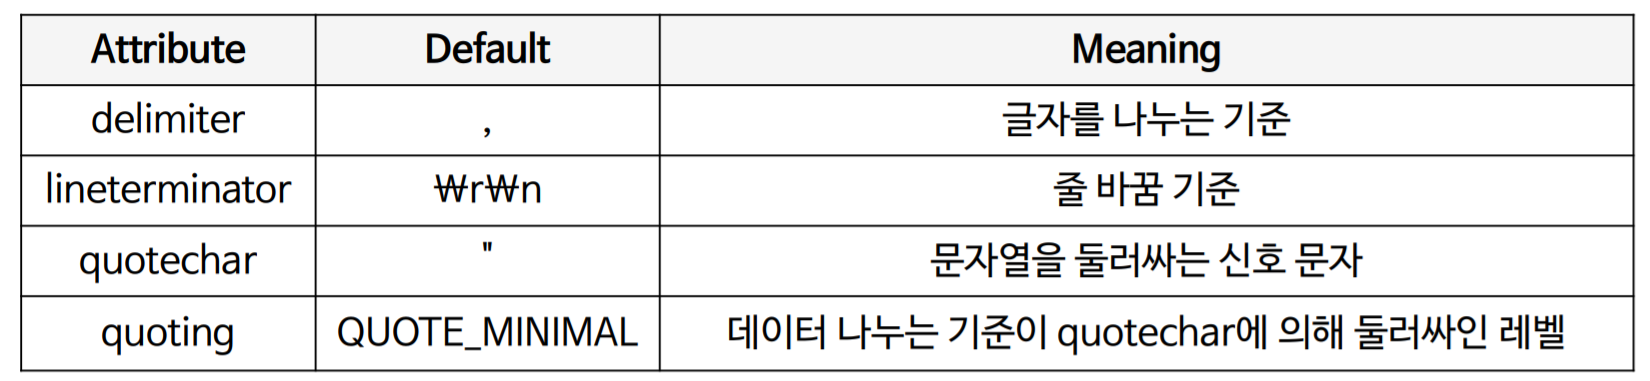 Attribute Default Meaning
delimiter , 글자를 나누는 기준
lineterminator ₩r₩n 줄 바꿈 기준
quotechar " 문자열을 둘러싸는 신호 문자
quoting QUOTE_MINIMAL 데이터 나누는 기준이 quotechar에 의해 둘러싸인 레벨